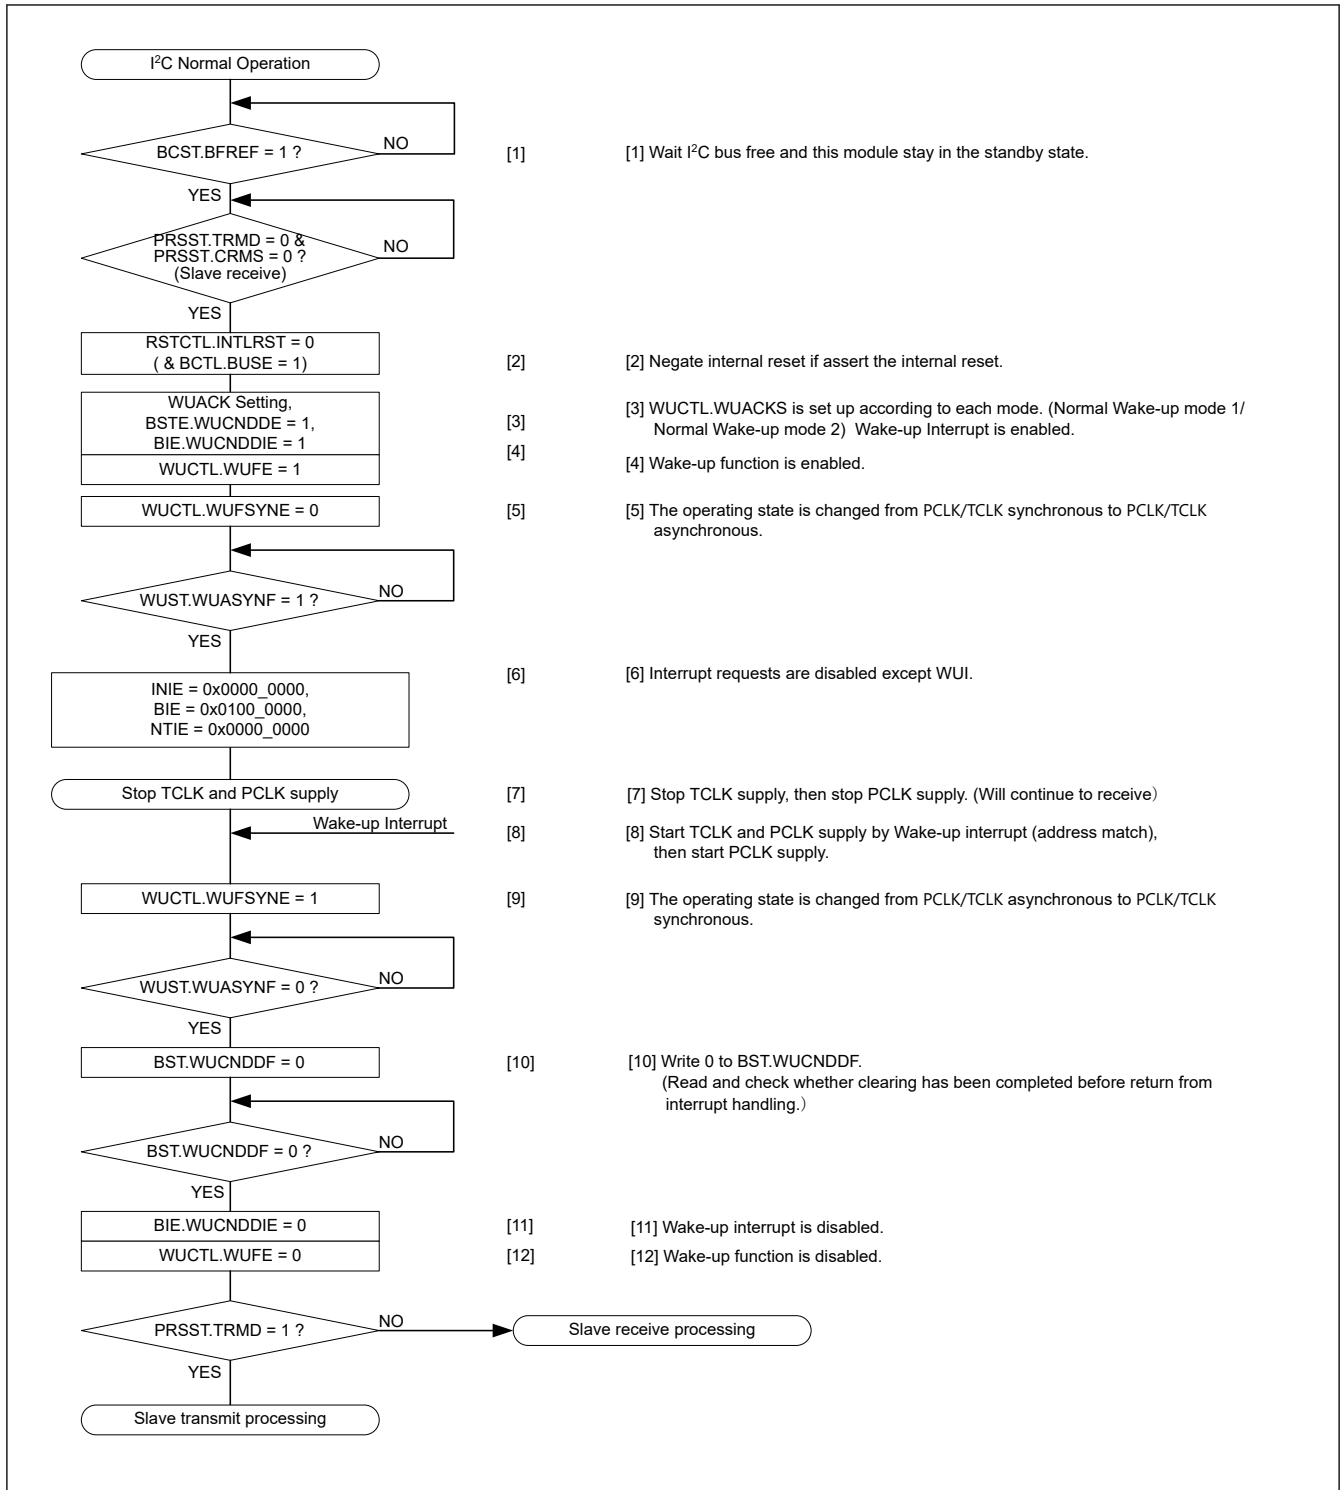 I²C Normal Operation
BCST.BFREF = 1 ?
NO
[1]
[1] Wait I²C bus free and this module stay in the standby state.
YES
PRSST.TRMD = 0 &
PRSST.CRMS = 0 ?
(Slave receive)
NO
YES
RSTCTL.INTLRST = 0
( & BCTL.BUSE = 1)
[2]
[2] Negate internal reset if assert the internal reset.
WUACK Setting,
BSTE.WUCNDDE = 1,
BIE.WUCNDDIE = 1
[3]
[3] WUCTL.WUACKS is set up according to each mode. (Normal Wake-up mode 1/
Normal Wake-up mode 2)  Wake-up Interrupt is enabled.
WUCTL.WUFE = 1
[4]
[4] Wake-up function is enabled.
WUCTL.WUFSYNE = 0
[5]
[5] The operating state is changed from PCLK/TCLK synchronous to PCLK/TCLK
asynchronous.
WUST.WUASYNF = 1 ?
NO
YES
INIE = 0x0000_0000,
BIE = 0x0100_0000,
NTIE = 0x0000_0000
[6]
[6] Interrupt requests are disabled except WUI.
Stop TCLK and PCLK supply
[7]
[7] Stop TCLK supply, then stop PCLK supply. (Will continue to receive）
Wake-up Interrupt
[8]
[8] Start TCLK and PCLK supply by Wake-up interrupt (address match),
then start PCLK supply.
WUCTL.WUFSYNE = 1
[9]
[9] The operating state is changed from PCLK/TCLK asynchronous to PCLK/TCLK
synchronous.
WUST.WUASYNF = 0 ?
NO
YES
BST.WUCNDDF = 0
[10]
[10] Write 0 to BST.WUCNDDF.
(Read and check whether clearing has been completed before return from
interrupt handling.）
BST.WUCNDDF = 0 ?
NO
YES
BIE.WUCNDDIE = 0
[11]
[11] Wake-up interrupt is disabled.
WUCTL.WUFE = 0
[12]
[12] Wake-up function is disabled.
PRSST.TRMD = 1 ?
NO
Slave receive processing
YES
Slave transmit processing